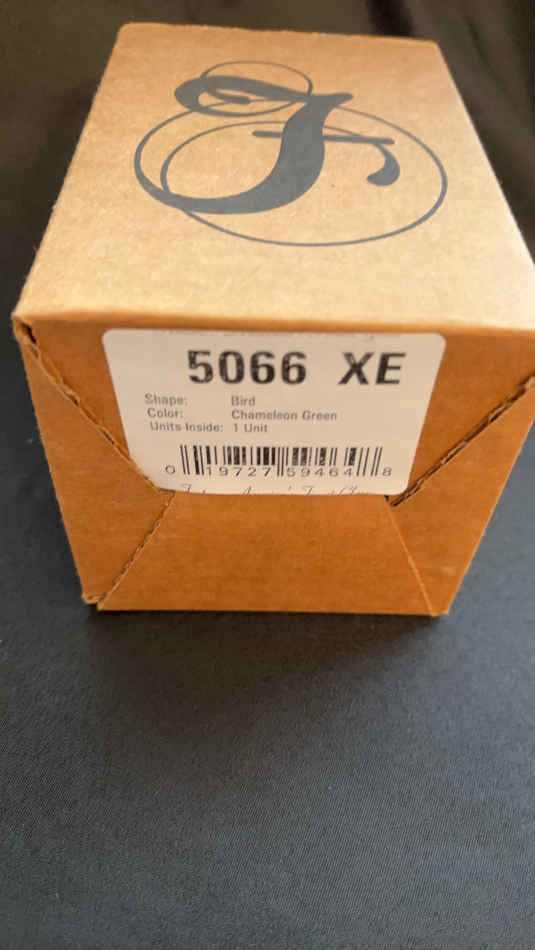 F
5066 XE
Shape: Bird
Color: Chameleon Green
Units Inside: 1 Unit
0 19727 59464 8